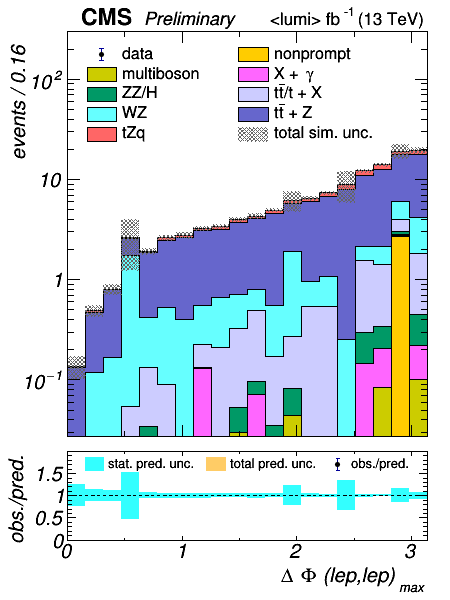 CMS Preliminary <lumi> fb⁻¹ (13 TeV)
events / 0.16
data
nonprompt
multiboson
X + γ
ZZ/H
tt̄/t + X
WZ
tt̄ + Z
tZq
total sim. unc.
10²
10
1
10⁻¹
stat. pred. unc. total pred. unc. obs./pred.
obs./pred.
1.5
1
0.5
0
0 1 2 3
Δ Φ (lep,lep) max